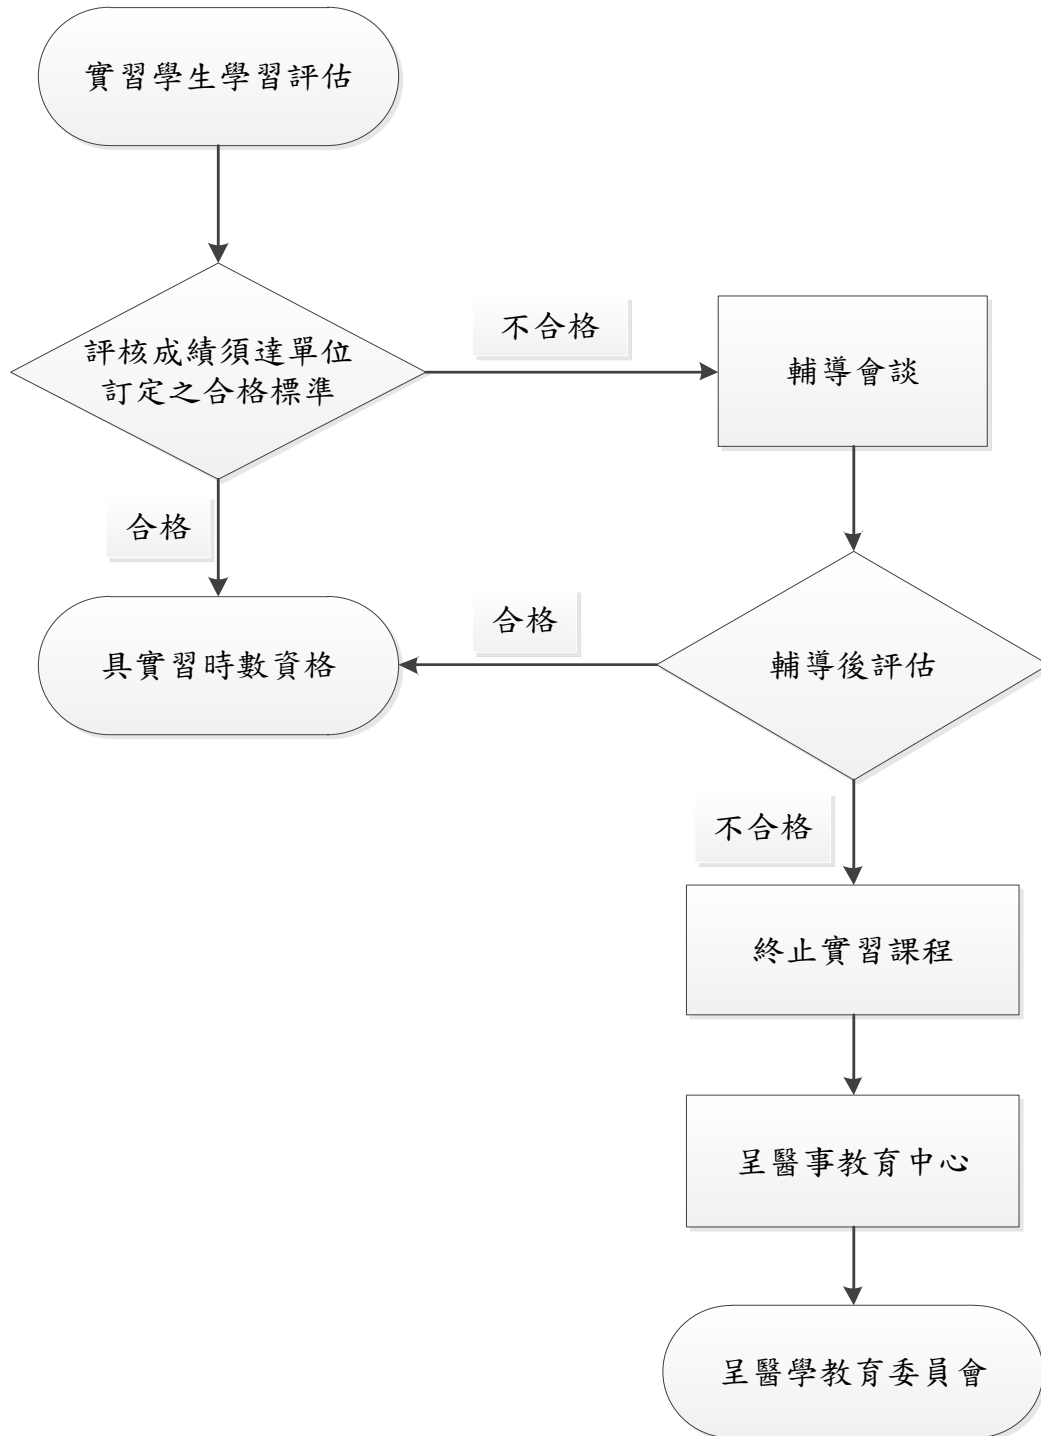 實習學生學習評估
評核成績須達單位
訂定之合格標準
不合格
輔導會談
合格
具實習時數資格
合格
輔導後評估
不合格
終止實習課程
呈醫事教育中心
呈醫學教育委員會